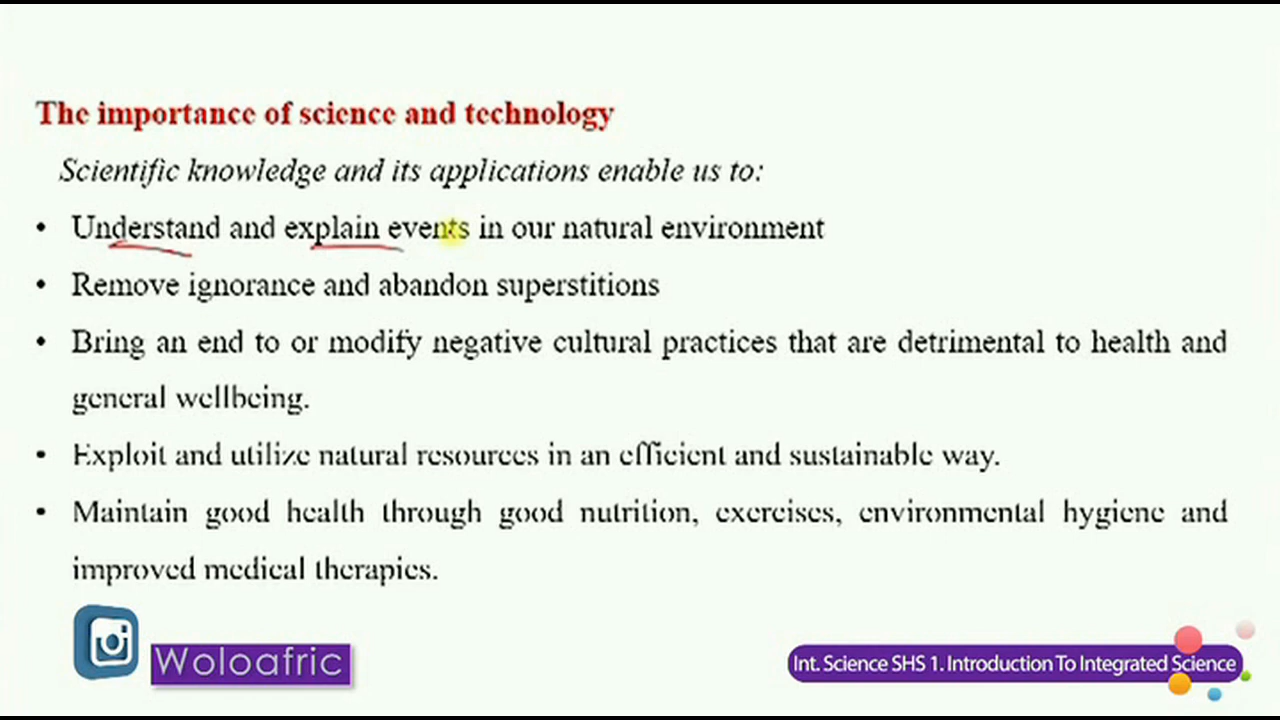 The importance of science and technology
Scientific knowledge and its applications enable us to:
• Understand and explain events in our natural environment
• Remove ignorance and abandon superstitions
• Bring an end to or modify negative cultural practices that are detrimental to health and
general wellbeing.
• Exploit and utilize natural resources in an efficient and sustainable way.
• Maintain good health through good nutrition, exercises, environmental hygiene and
improved medical therapies.
Woloafric
Int. Science SHS 1. Introduction To Integrated Science